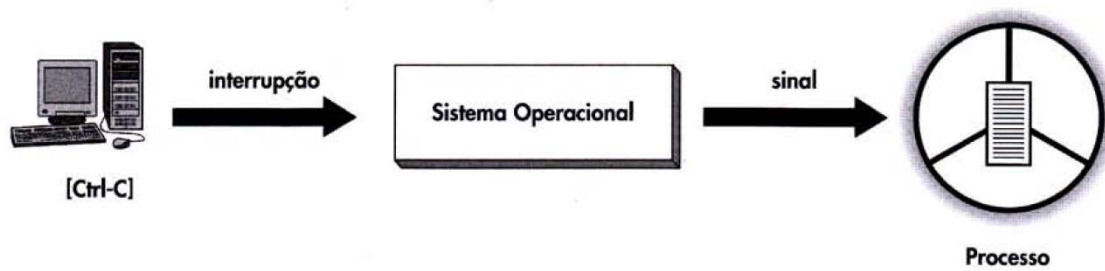 interrupção
sinal
Sistema Operacional
[Ctrl-C]
Processo